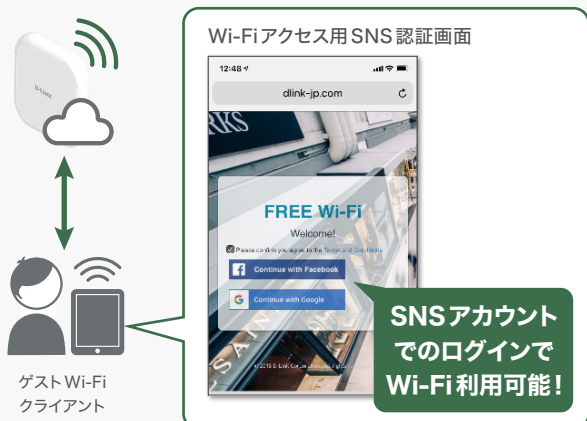 Wi-Fiアクセス用SNS認証画面
D-Link
12:48
dlink-jp.com
RKS
FREE Wi-Fi
Welcome!
Please confirm you agree to the Terms and Conditions
Continue with Facebook
Continue with Google
SNSアカウント
でのログインで
Wi-Fi利用可能!
ゲストWi-Fi
クライアント